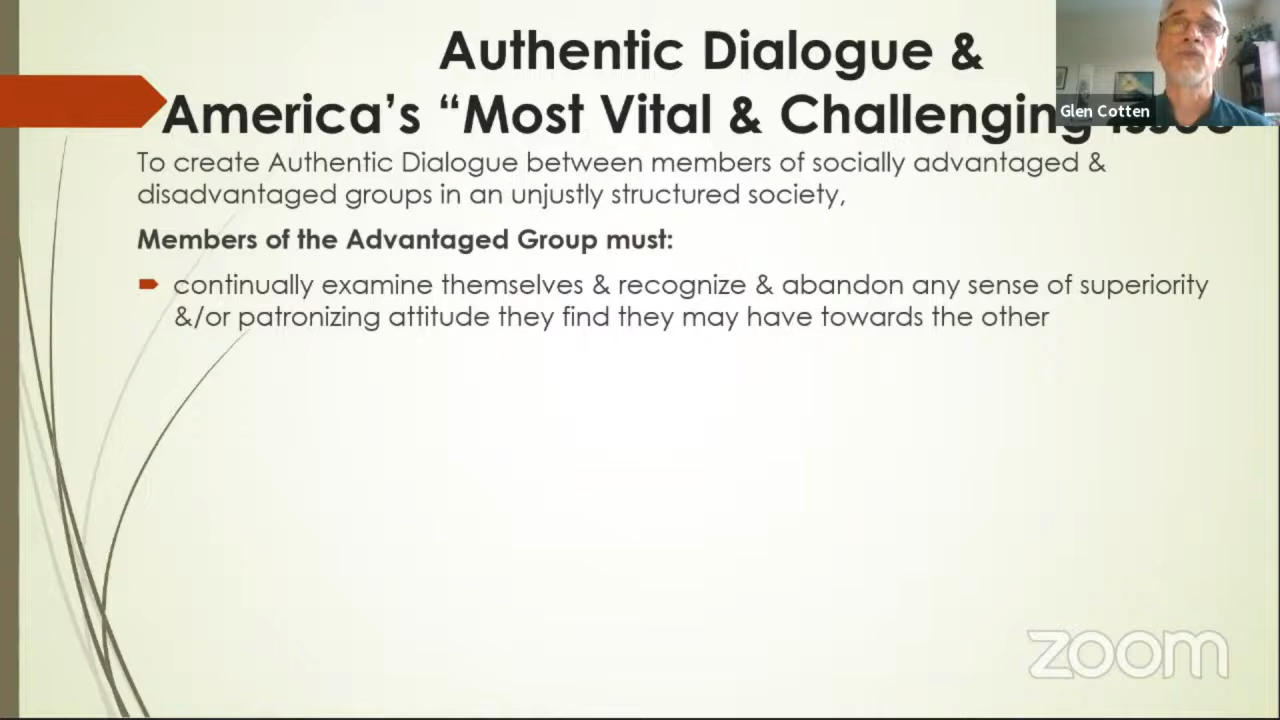 Authentic Dialogue &
America's “Most Vital & Challenging
Glen Cotten
To create Authentic Dialogue between members of socially advantaged &
disadvantaged groups in an unjustly structured society,
Members of the Advantaged Group must:
continually examine themselves & recognize & abandon any sense of superiority
&/or patronizing attitude they find they may have towards the other
zoom